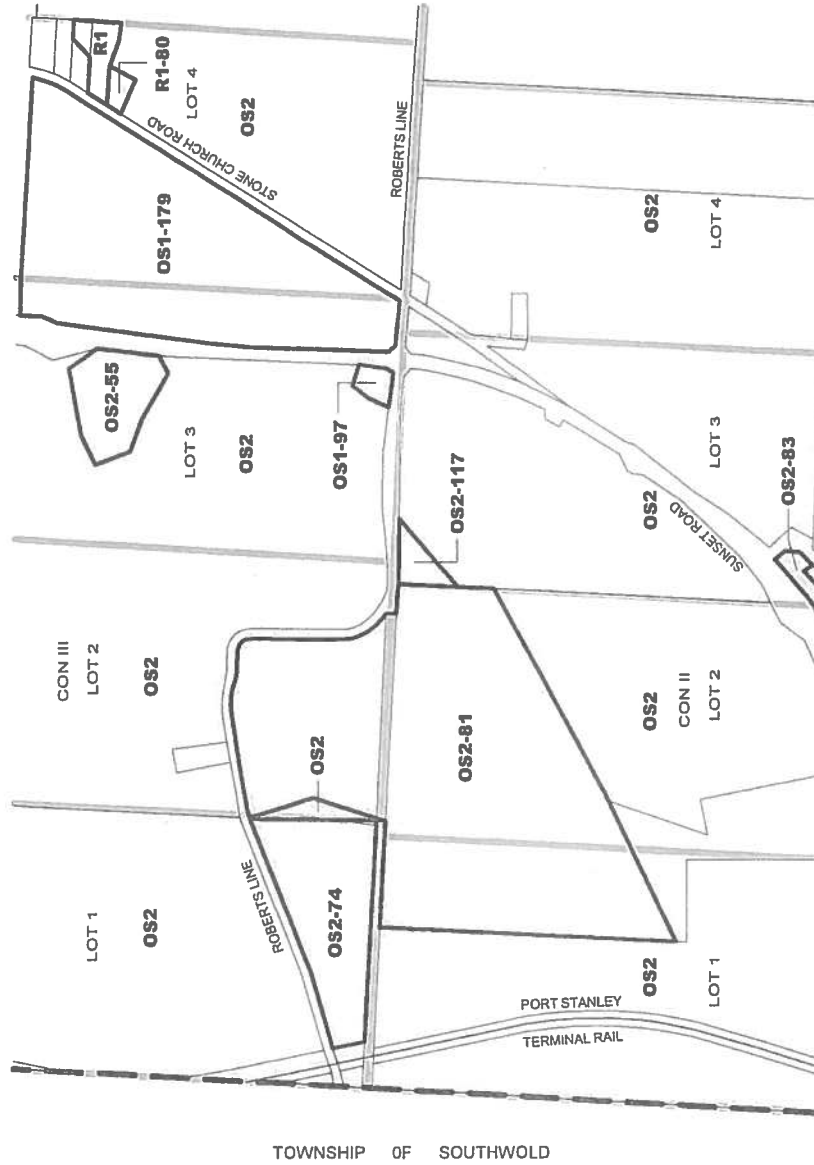 R1
R1-80
LOT 4
OS2
STONE CHURCH ROAD
ROBERTS LINE
OS1-179
OS2
LOT 4
OS2-55
LOT 3
OS2
OS1-97
OS2-117
LOT 3
OS2-83
OS2
SUNSET ROAD
CON III
LOT 2
OS2
OS2
OS2-81
OS2
CON II
LOT 2
LOT 1
OS2
ROBERTS LINE
OS2-74
OS2
LOT 1
PORT STANLEY
TERMINAL RAIL
TOWNSHIP OF SOUTHWOLD